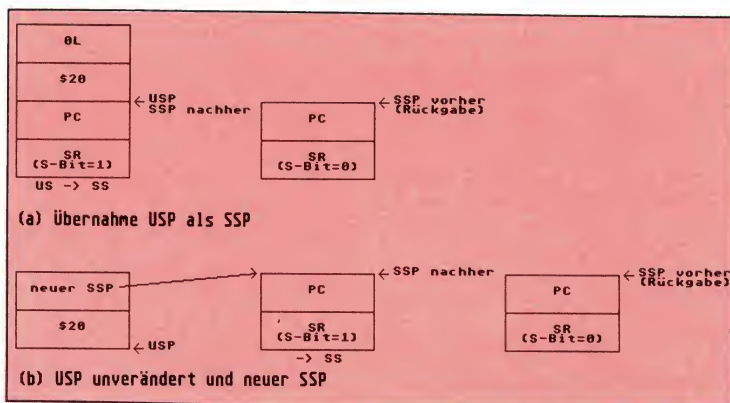 0L
$20
← USP
SSP nachher
← SSP vorher
(Rückgabe)
PC
PC
SR
(S-Bit=1)
SR
(S-Bit=0)
US -> SS
(a) Übernahme USP als SSP
neuer SSP
← SSP nachher
← SSP vorher
(Rückgabe)
PC
PC
$20
← USP
SR
(S-Bit=1)
SR
(S-Bit=0)
-> SS
(b) USP unverändert und neuer SSP